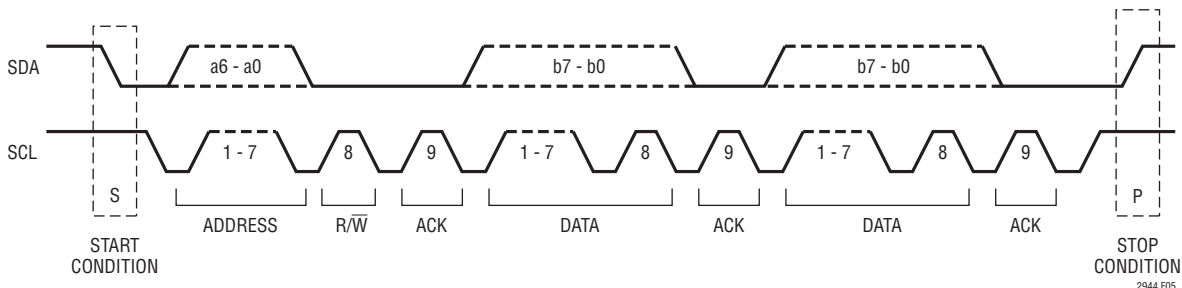 SDA
a6 - a0
b7 - b0
b7 - b0
SCL
1 - 7
8
9
1 - 7
8
9
1 - 7
8
9
S
P
ADDRESS
R/W̅
ACK
DATA
ACK
DATA
ACK
START
CONDITION
STOP
CONDITION
2944 F05